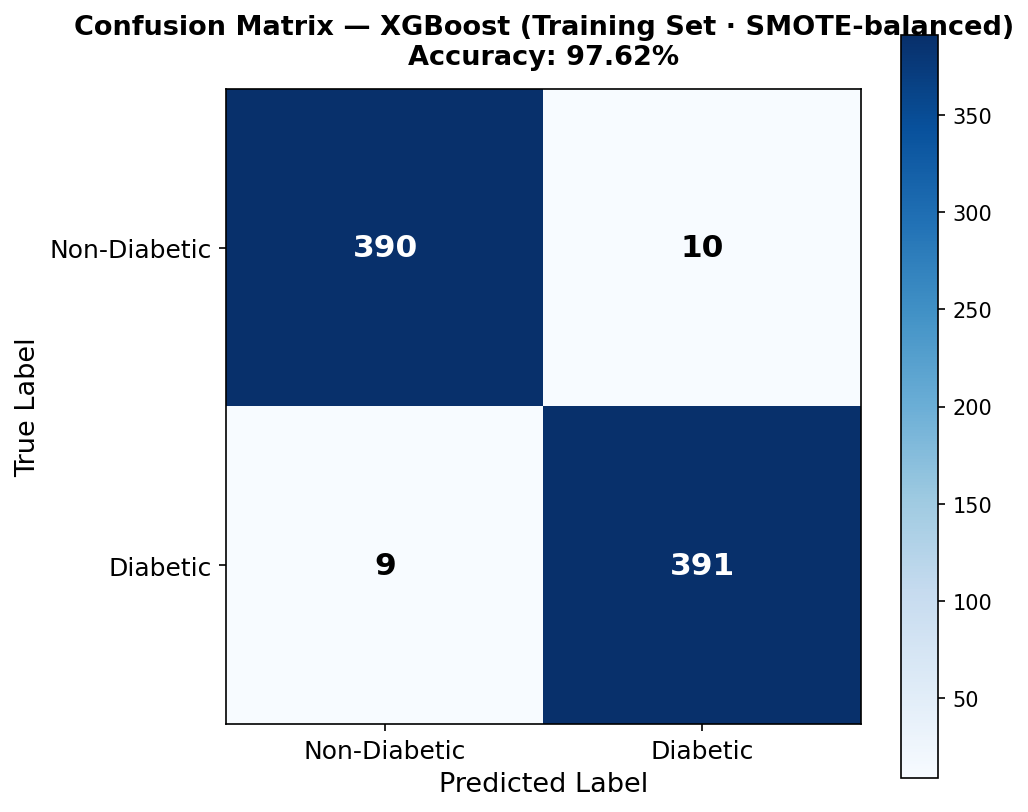 Confusion Matrix — XGBoost (Training Set · SMOTE-balanced)
Accuracy: 97.62%
Non-Diabetic
390
10
Diabetic
9
391
Non-Diabetic
Diabetic
Predicted Label
True Label
350
300
250
200
150
100
50